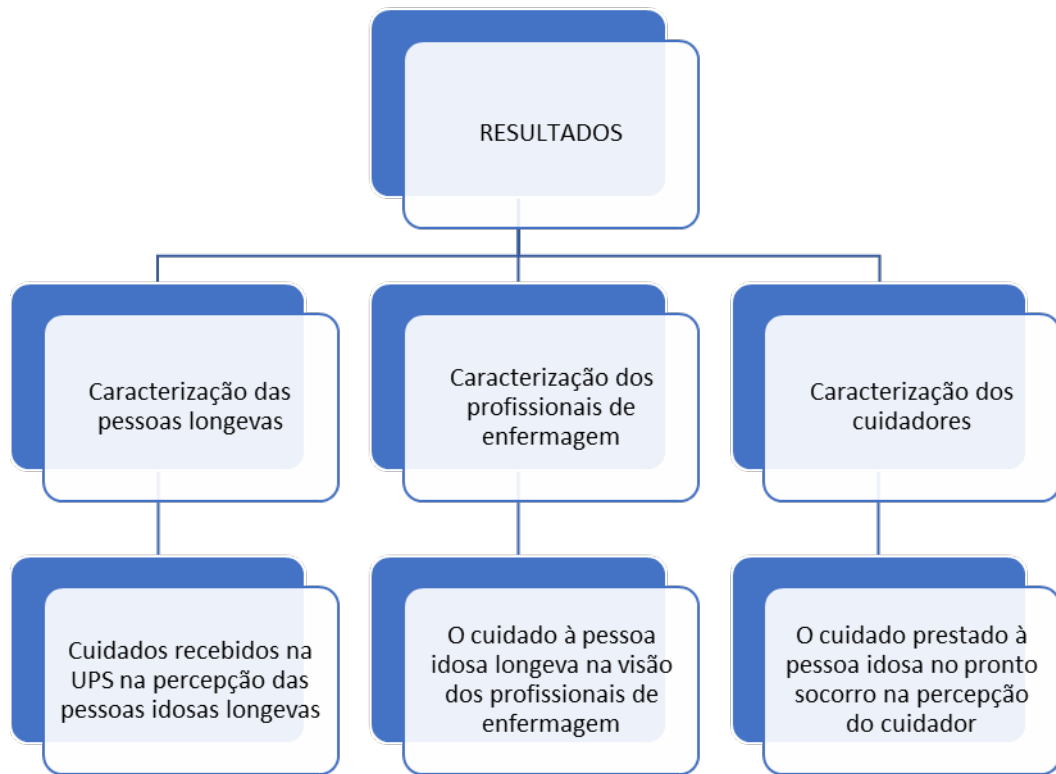 RESULTADOS
Caracterização das
pessoas longevas
Caracterização dos
profissionais de
enfermagem
Caracterização dos
cuidadores
Cuidados recebidos na
UPS na percepção das
pessoas idosas longevas
O cuidado à pessoa
idosa longeva na visão
dos profissionais de
enfermagem
O cuidado prestado à
pessoa idosa no pronto
socorro na percepção
do cuidador